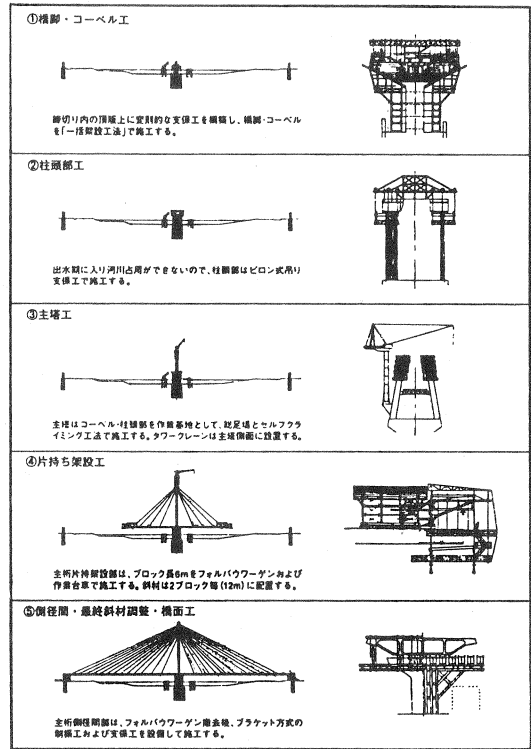 ①橋脚・コーベル工
締切り内の頂版上に変則的な支保工を構築し、橋脚・コーベル
を「一括架設工法」で施工する。
②柱頭部工
出水期に入り河川占用ができないので、柱頭部はピロン式吊り
支保工で施工する。
③主塔工
主塔はコーベル・柱頭部を作業基地として、総足場とセルフクラ
イミング工法で施工する。タワークレーンは主塔側面に設置する。
④片持ち架設工
主桁片持架設部は、ブロック長6mをフォルバウワーゲンおよび
作業台車で施工する。斜材は2ブロック毎(12m)に配置する。
⑤側径間・最終斜材調整・橋面工
主桁側径間部は、フォルバウワーゲン撤去後、ブラケット方式の
鋼桟工および支保工を設備して施工する。